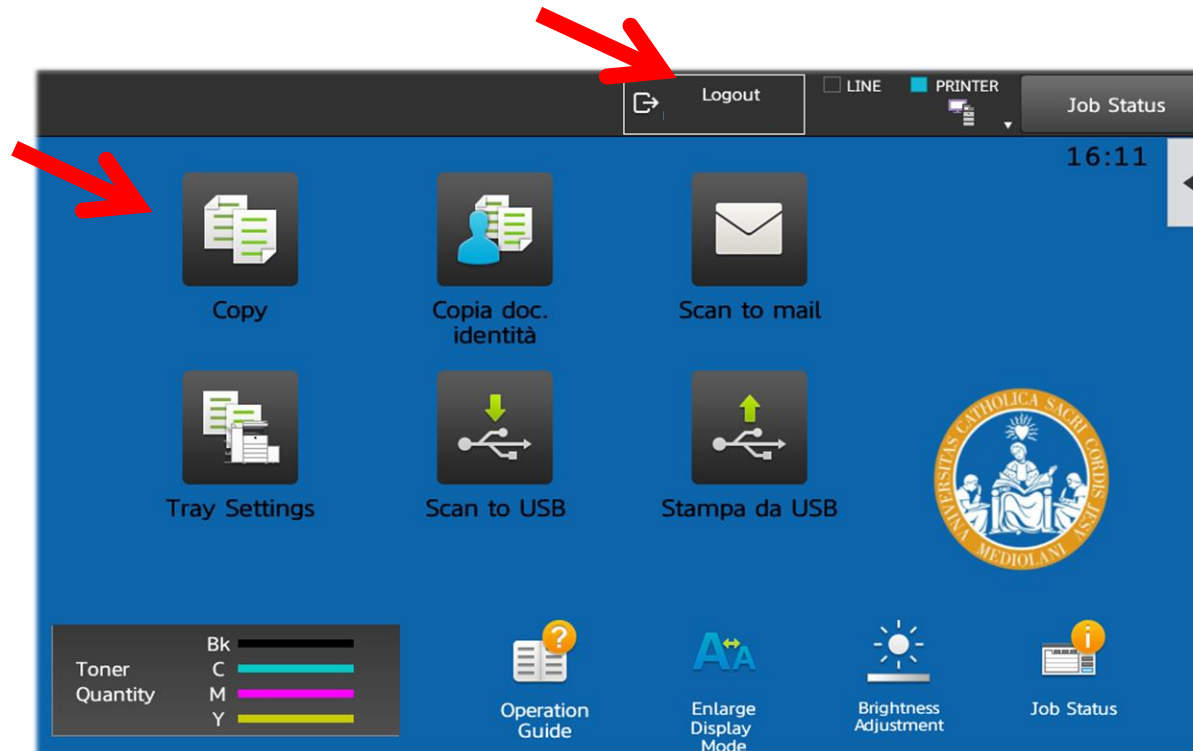 Logout
LINE
PRINTER
Job Status
16:11
Copy
Copia doc.
identità
Scan to mail
Tray Settings
Scan to USB
Stampa da USB
UNIVERSITAS CATHOLICA SACRI CORDIS JESU
MEDIOLANI
Toner
Quantity
Bk
C
M
Y
?
Operation
Guide
AA
Enlarge
Display
Mode
Brightness
Adjustment
i
Job Status